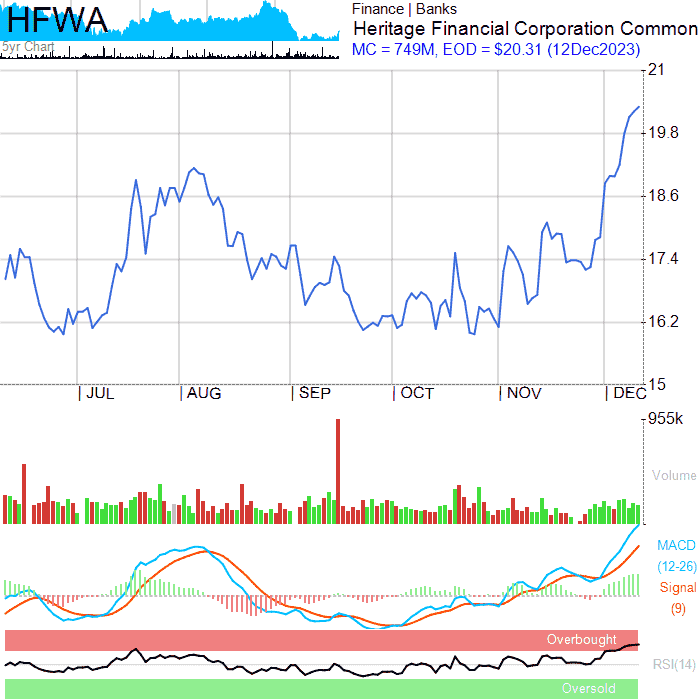 HFWA
5yr Chart
Finance | Banks
Heritage Financial Corporation Common
MC = 749M, EOD = $20.31 (12Dec2023)
21
19.8
18.6
17.4
16.2
15
| JUL | AUG | SEP | OCT | NOV | DEC
955k
Volume
MACD
(12-26)
Signal
(9)
Overbought
RSI(14)
Oversold